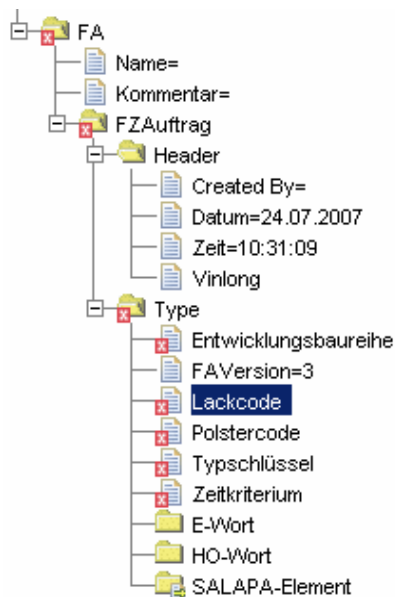 FA
Name=
Kommentar=
FZAuftrag
Header
Created By=
Datum=24.07.2007
Zeit=10:31:09
Vinlong
Type
Entwicklungsbaureihe
FAVersion=3
Lackcode
Polstercode
Typschlüssel
Zeitkriterium
E-Wort
HO-Wort
SALAPA-Element